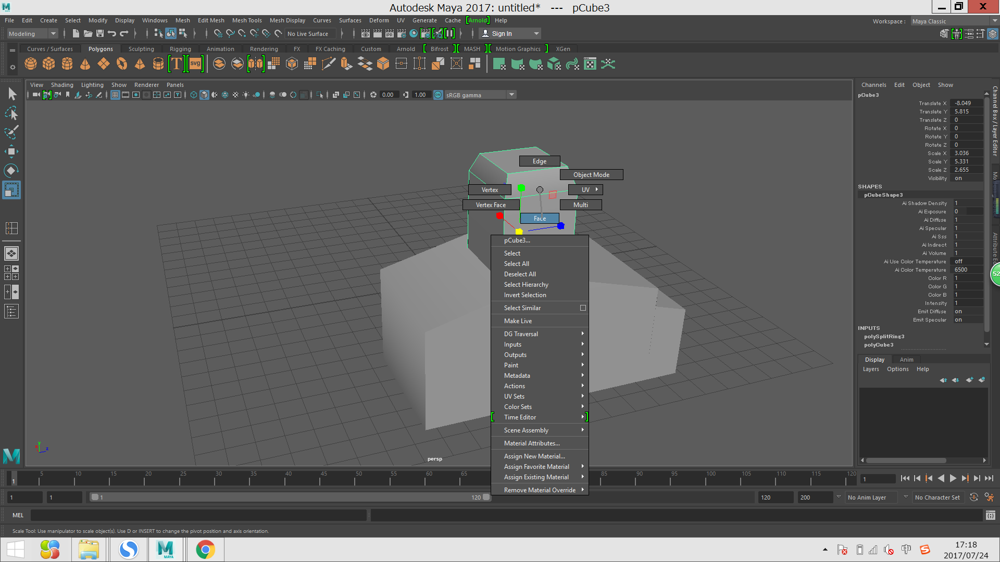 Autodesk Maya 2017: untitled*   ---   pCube3
File Edit Create Select Modify Display Windows Mesh Edit Mesh Mesh Tools Mesh Display Curves Surfaces Deform UV Generate Cache [Arnold] Help
Workspace : Maya Classic
Modeling No Live Surface IPR Sign In
Curves / Surfaces Polygons Sculpting Rigging Animation Rendering FX FX Caching Custom Arnold Bifrost MASH Motion Graphics XGen
T svg
View Shading Lighting Show Renderer Panels
0.00 1.00 ON sRGB gamma
Edge
Object Mode
Vertex
UV
Vertex Face
Multi
Face
pCube3...
Select
Select All
Deselect All
Select Hierarchy
Invert Selection
Select Similar
Make Live
DG Traversal
Inputs
Outputs
Paint
Metadata
Actions
UV Sets
Color Sets
Time Editor
Scene Assembly
Material Attributes...
Assign New Material...
Assign Favorite Material
Assign Existing Material
Remove Material Override
y
z
persp
Channels Edit Object Show
pCube3
Translate X -8.049
Translate Y 5.815
Translate Z 0
Rotate X 0
Rotate Y 0
Rotate Z 0
Scale X 3.036
Scale Y 5.331
Scale Z 2.655
Visibility on
SHAPES
pCubeShape3
Ai Shadow Density 1
Ai Exposure 0
Ai Diffuse 1
Ai Specular 1
Ai Sss 1
Ai Indirect 1
Ai Volume 1
Ai Use Color Temperature off
Ai Color Temperature 6500
Color R 1
Color G 1
Color B 1
Intensity 1
Emit Diffuse on
Emit Specular on
INPUTS
polySplitRing3
polyCube3
Channel Box / Layer Editor
52
Display Anim
Layers Options Help
1 5 10 15 20 25 30 35 40 45 50 55 60 65 85 90 95 100 105 110 115 120 1
1 1 1 120 120 200 No Anim Layer No Character Set
MEL
Scale Tool: Use manipulator to scale object(s). Use D or INSERT to change the pivot position and axis orientation.
MAYA
中
17:18
2017/07/24